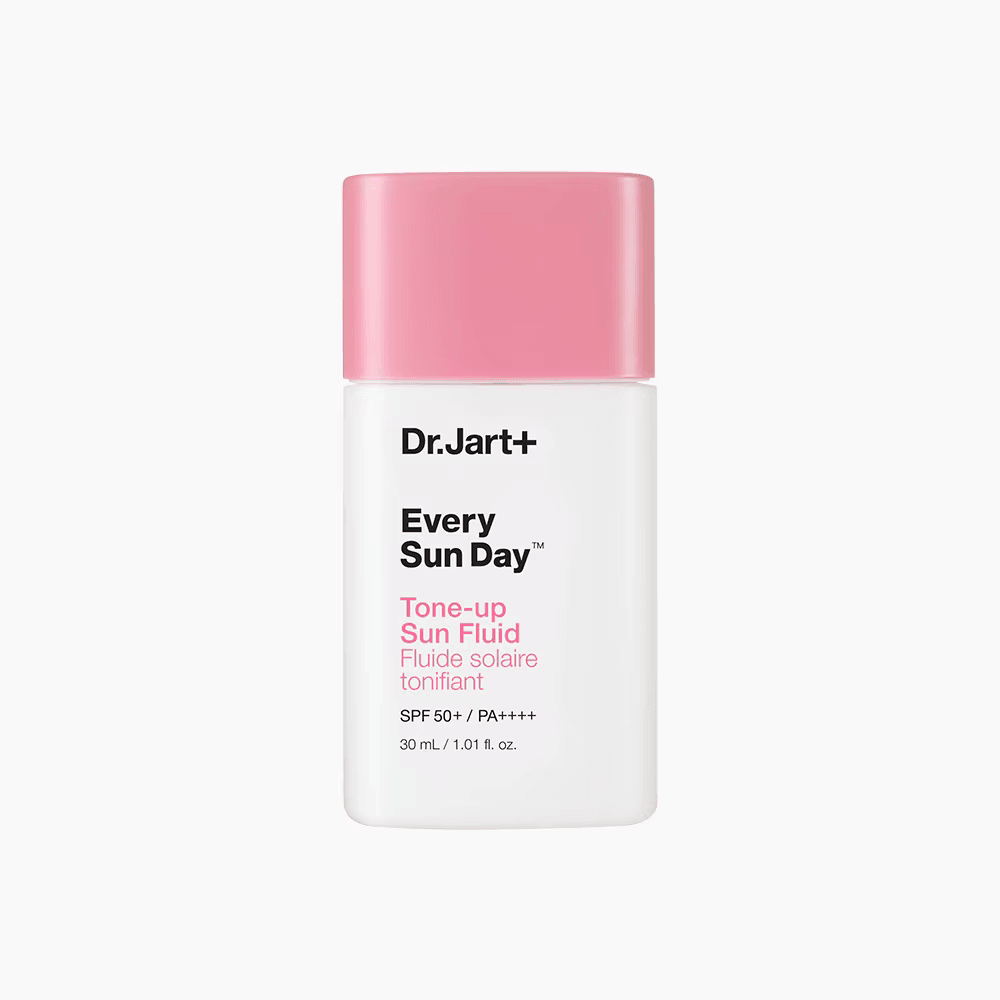 Dr.Jart+
Every
Sun Day™
Tone-up
Sun Fluid
Fluide solaire
tonifiant
SPF 50+ / PA++++
30 mL / 1.01 fl. oz.